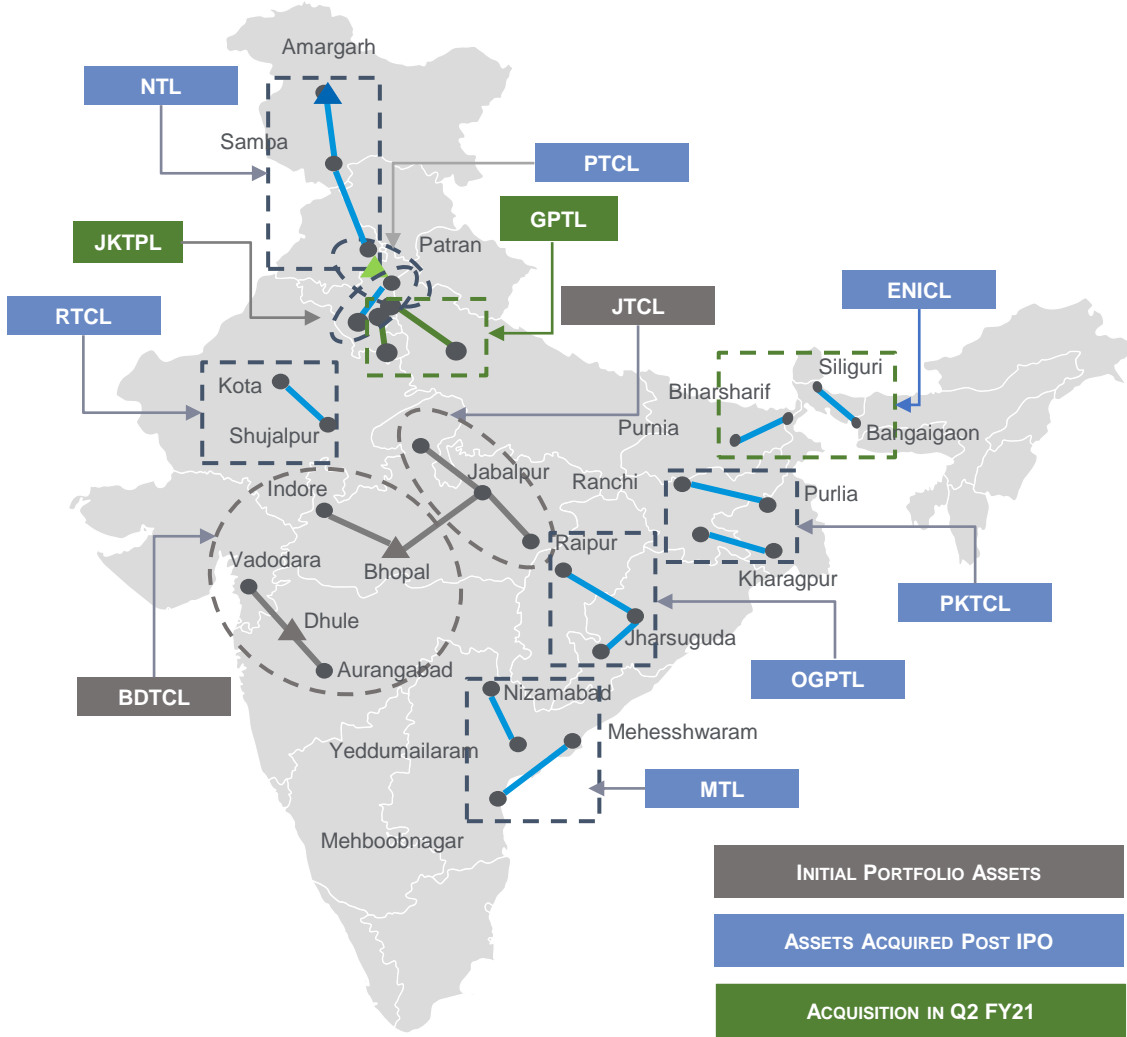 Amargarh
NTL
Samba
PTCL
GPTL
JKTPL
Patran
ENICL
RTCL
JTCL
Siliguri
Kota
Biharsharif
Purnia
Bangaigaon
Shujalpur
Jabalpur
Ranchi
Indore
Purlia
Raipur
Vadodara
Bhopal
Kharagpur
PKTCL
Dhule
Jharsuguda
Aurangabad
OGPTL
BDTCL
Nizamabad
Mehesshwaram
Yeddumailaram
MTL
Mehboobnagar
INITIAL PORTFOLIO ASSETS
ASSETS ACQUIRED POST IPO
ACQUISITION IN Q2 FY21